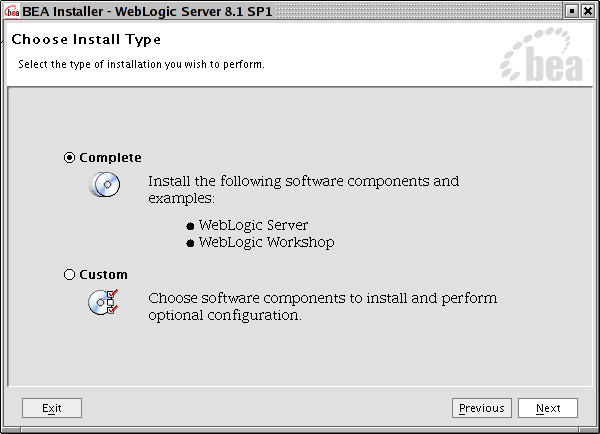 bea BEA Installer - WebLogic Server 8.1 SP1
Choose Install Type
Select the type of installation you wish to perform.
bea
Complete
Install the following software components and
examples:
WebLogic Server
WebLogic Workshop
Custom
Choose software components to install and perform
optional configuration.
Exit Previous Next